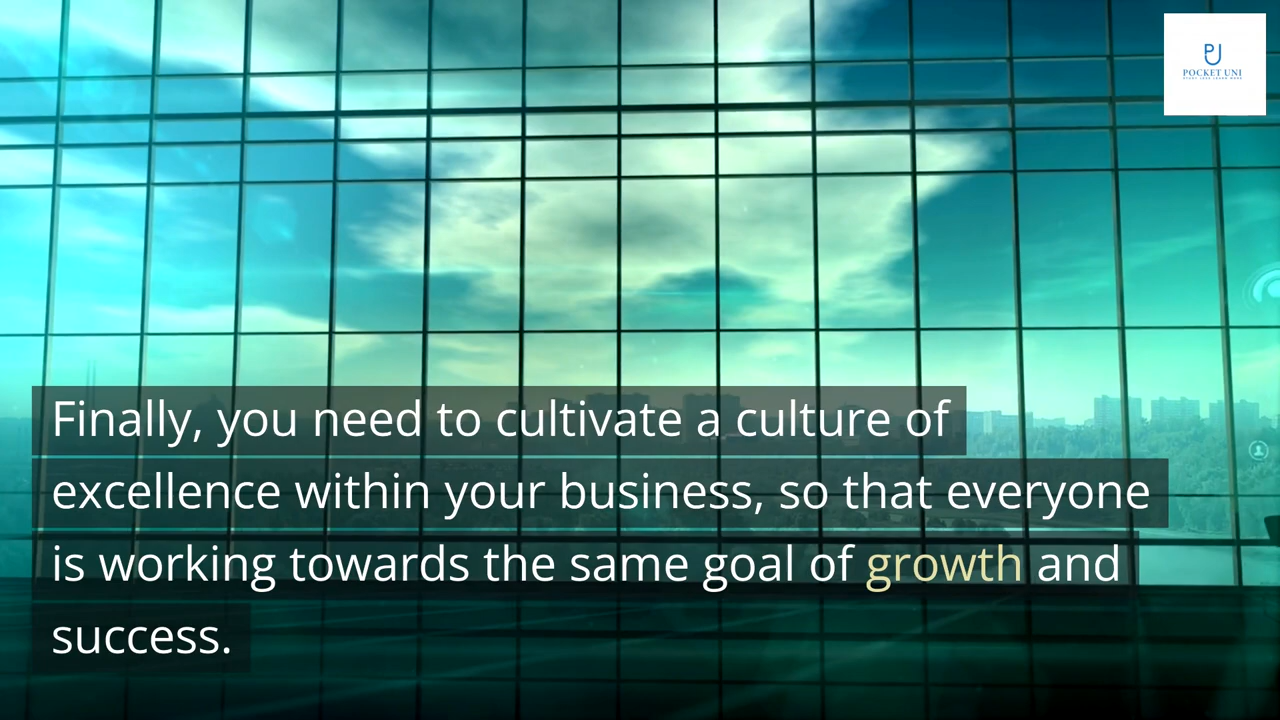 PJ
POCKET UNI
Finally, you need to cultivate a culture of
excellence within your business, so that everyone
is working towards the same goal of growth and
success.